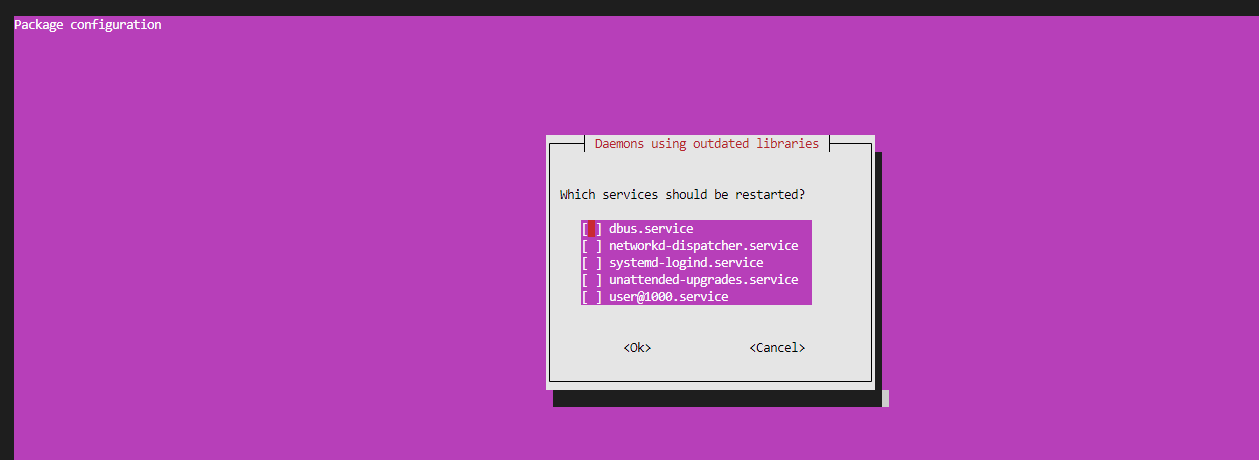 Package configuration
Daemons using outdated libraries
Which services should be restarted?
[ ] dbus.service
[ ] networkd-dispatcher.service
[ ] systemd-logind.service
[ ] unattended-upgrades.service
[ ] user@1000.service
<Ok> <Cancel>